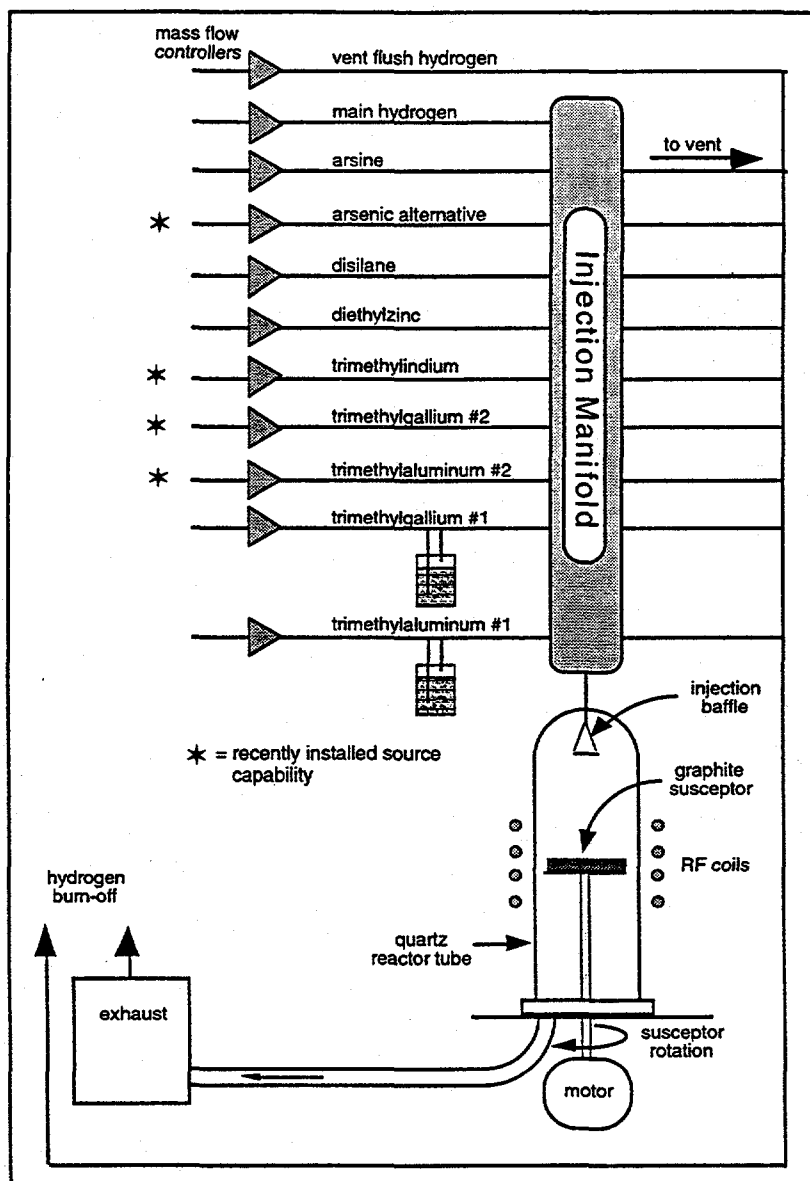 mass flow
controllers
vent flush hydrogen
main hydrogen
to vent
arsine
* arsenic alternative
disilane
diethylzinc
* trimethylindium
* trimethylgallium #2
* trimethylaluminum #2
trimethylgallium #1
trimethylaluminum #1
Injection Manifold
injection
baffle
* = recently installed source
capability
graphite
susceptor
RF coils
hydrogen
burn-off
quartz
reactor tube
exhaust
susceptor
rotation
motor